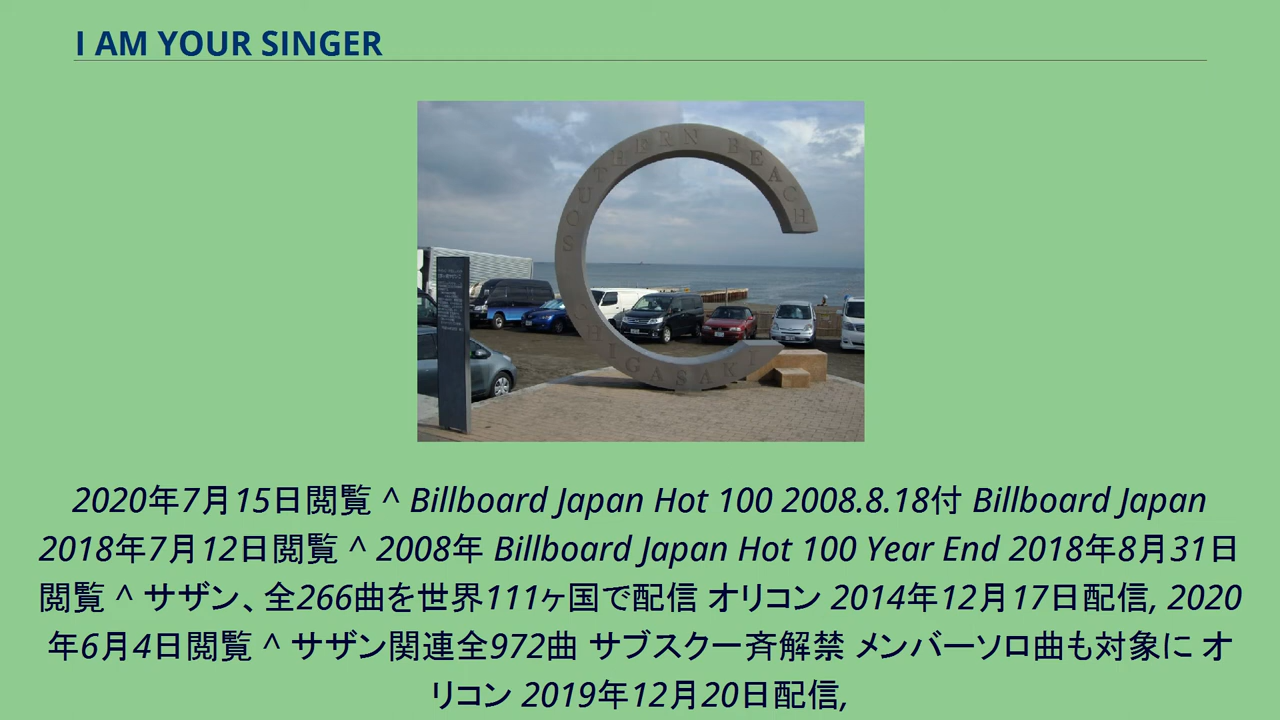 I AM YOUR SINGER
SOUTHERN BEACH
CHIGASAKI
2020年7月15日閲覧 ^ Billboard Japan Hot 100 2008.8.18付 Billboard Japan
2018年7月12日閲覧 ^ 2008年 Billboard Japan Hot 100 Year End 2018年8月31日
閲覧 ^ サザン、全266曲を世界111ヶ国で配信 オリコン 2014年12月17日配信, 2020
年6月4日閲覧 ^ サザン関連全972曲 サブスク一斉解禁 メンバーソロ曲も対象に オ
リコン 2019年12月20日配信,